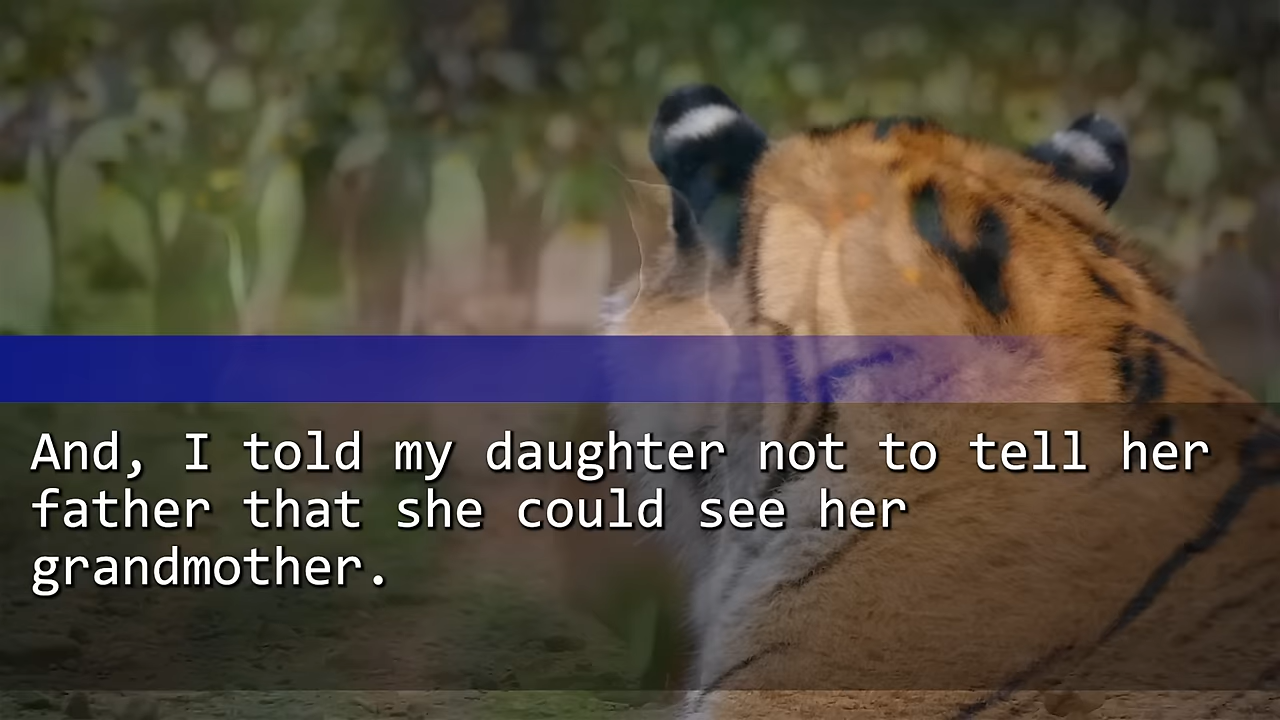 And, I told my daughter not to tell her
father that she could see her
grandmother.